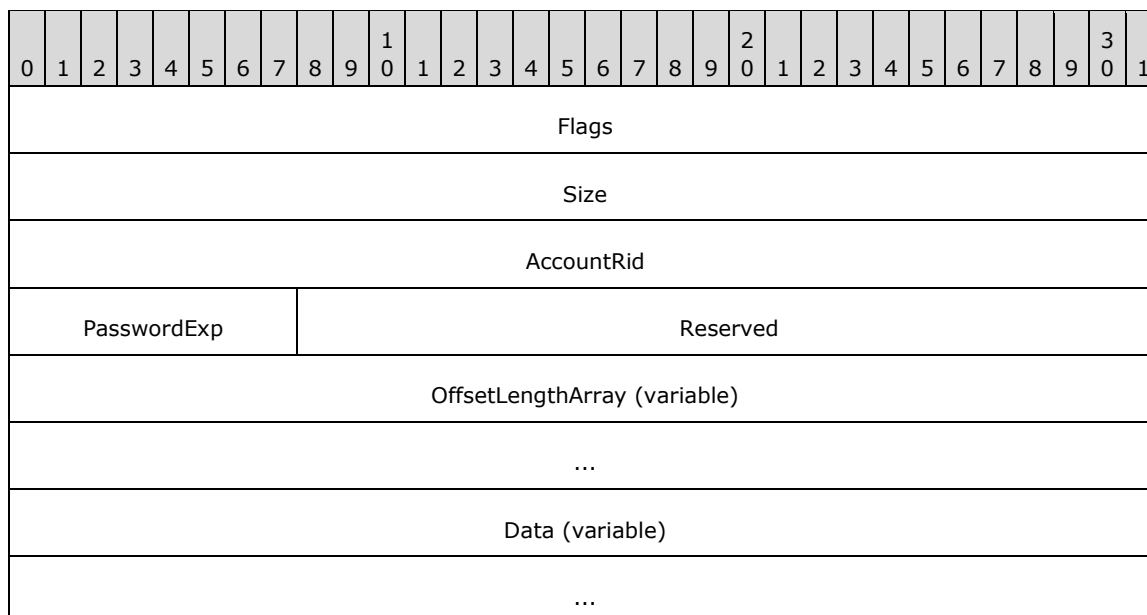 1 2 3
0 1 2 3 4 5 6 7 8 9 0 1 2 3 4 5 6 7 8 9 0 1 2 3 4 5 6 7 8 9 0 1
Flags
Size
AccountRid
PasswordExp Reserved
OffsetLengthArray (variable)
...
Data (variable)
...